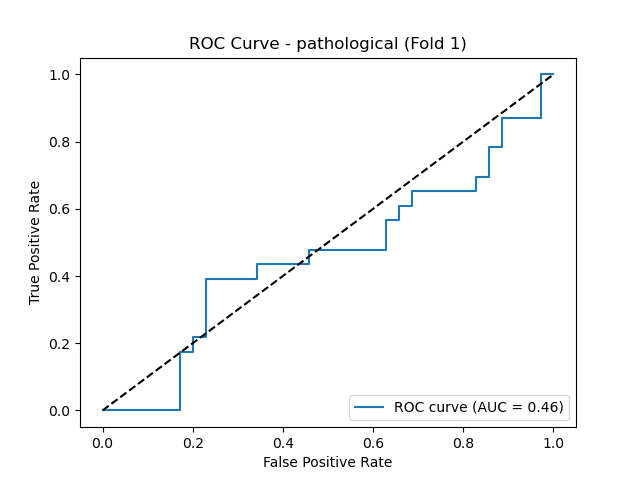 ROC Curve - pathological (Fold 1)
1.0
0.8
0.6
0.4
0.2
0.0
True Positive Rate
ROC curve (AUC = 0.46)
0.0 0.2 0.4 0.6 0.8 1.0
False Positive Rate